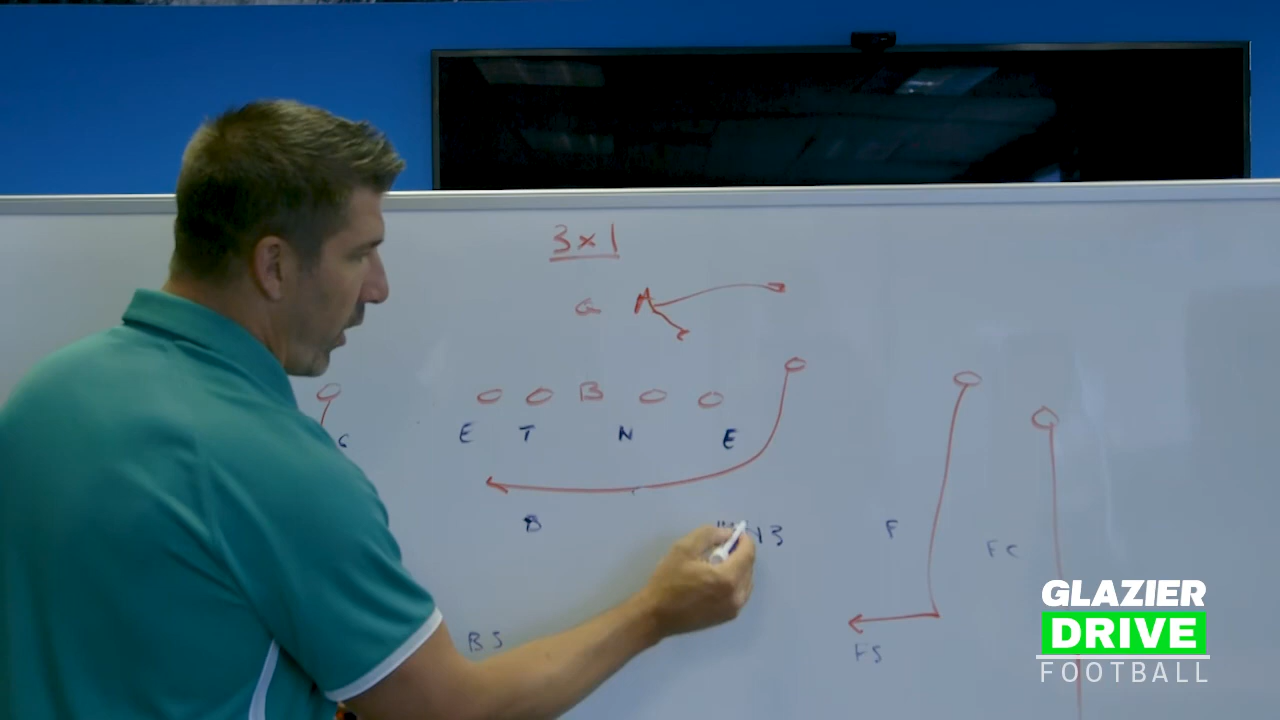 3x1
G A
B
C E T N E
B F
FC
BS FS
GLAZIER
DRIVE
FOOTBALL